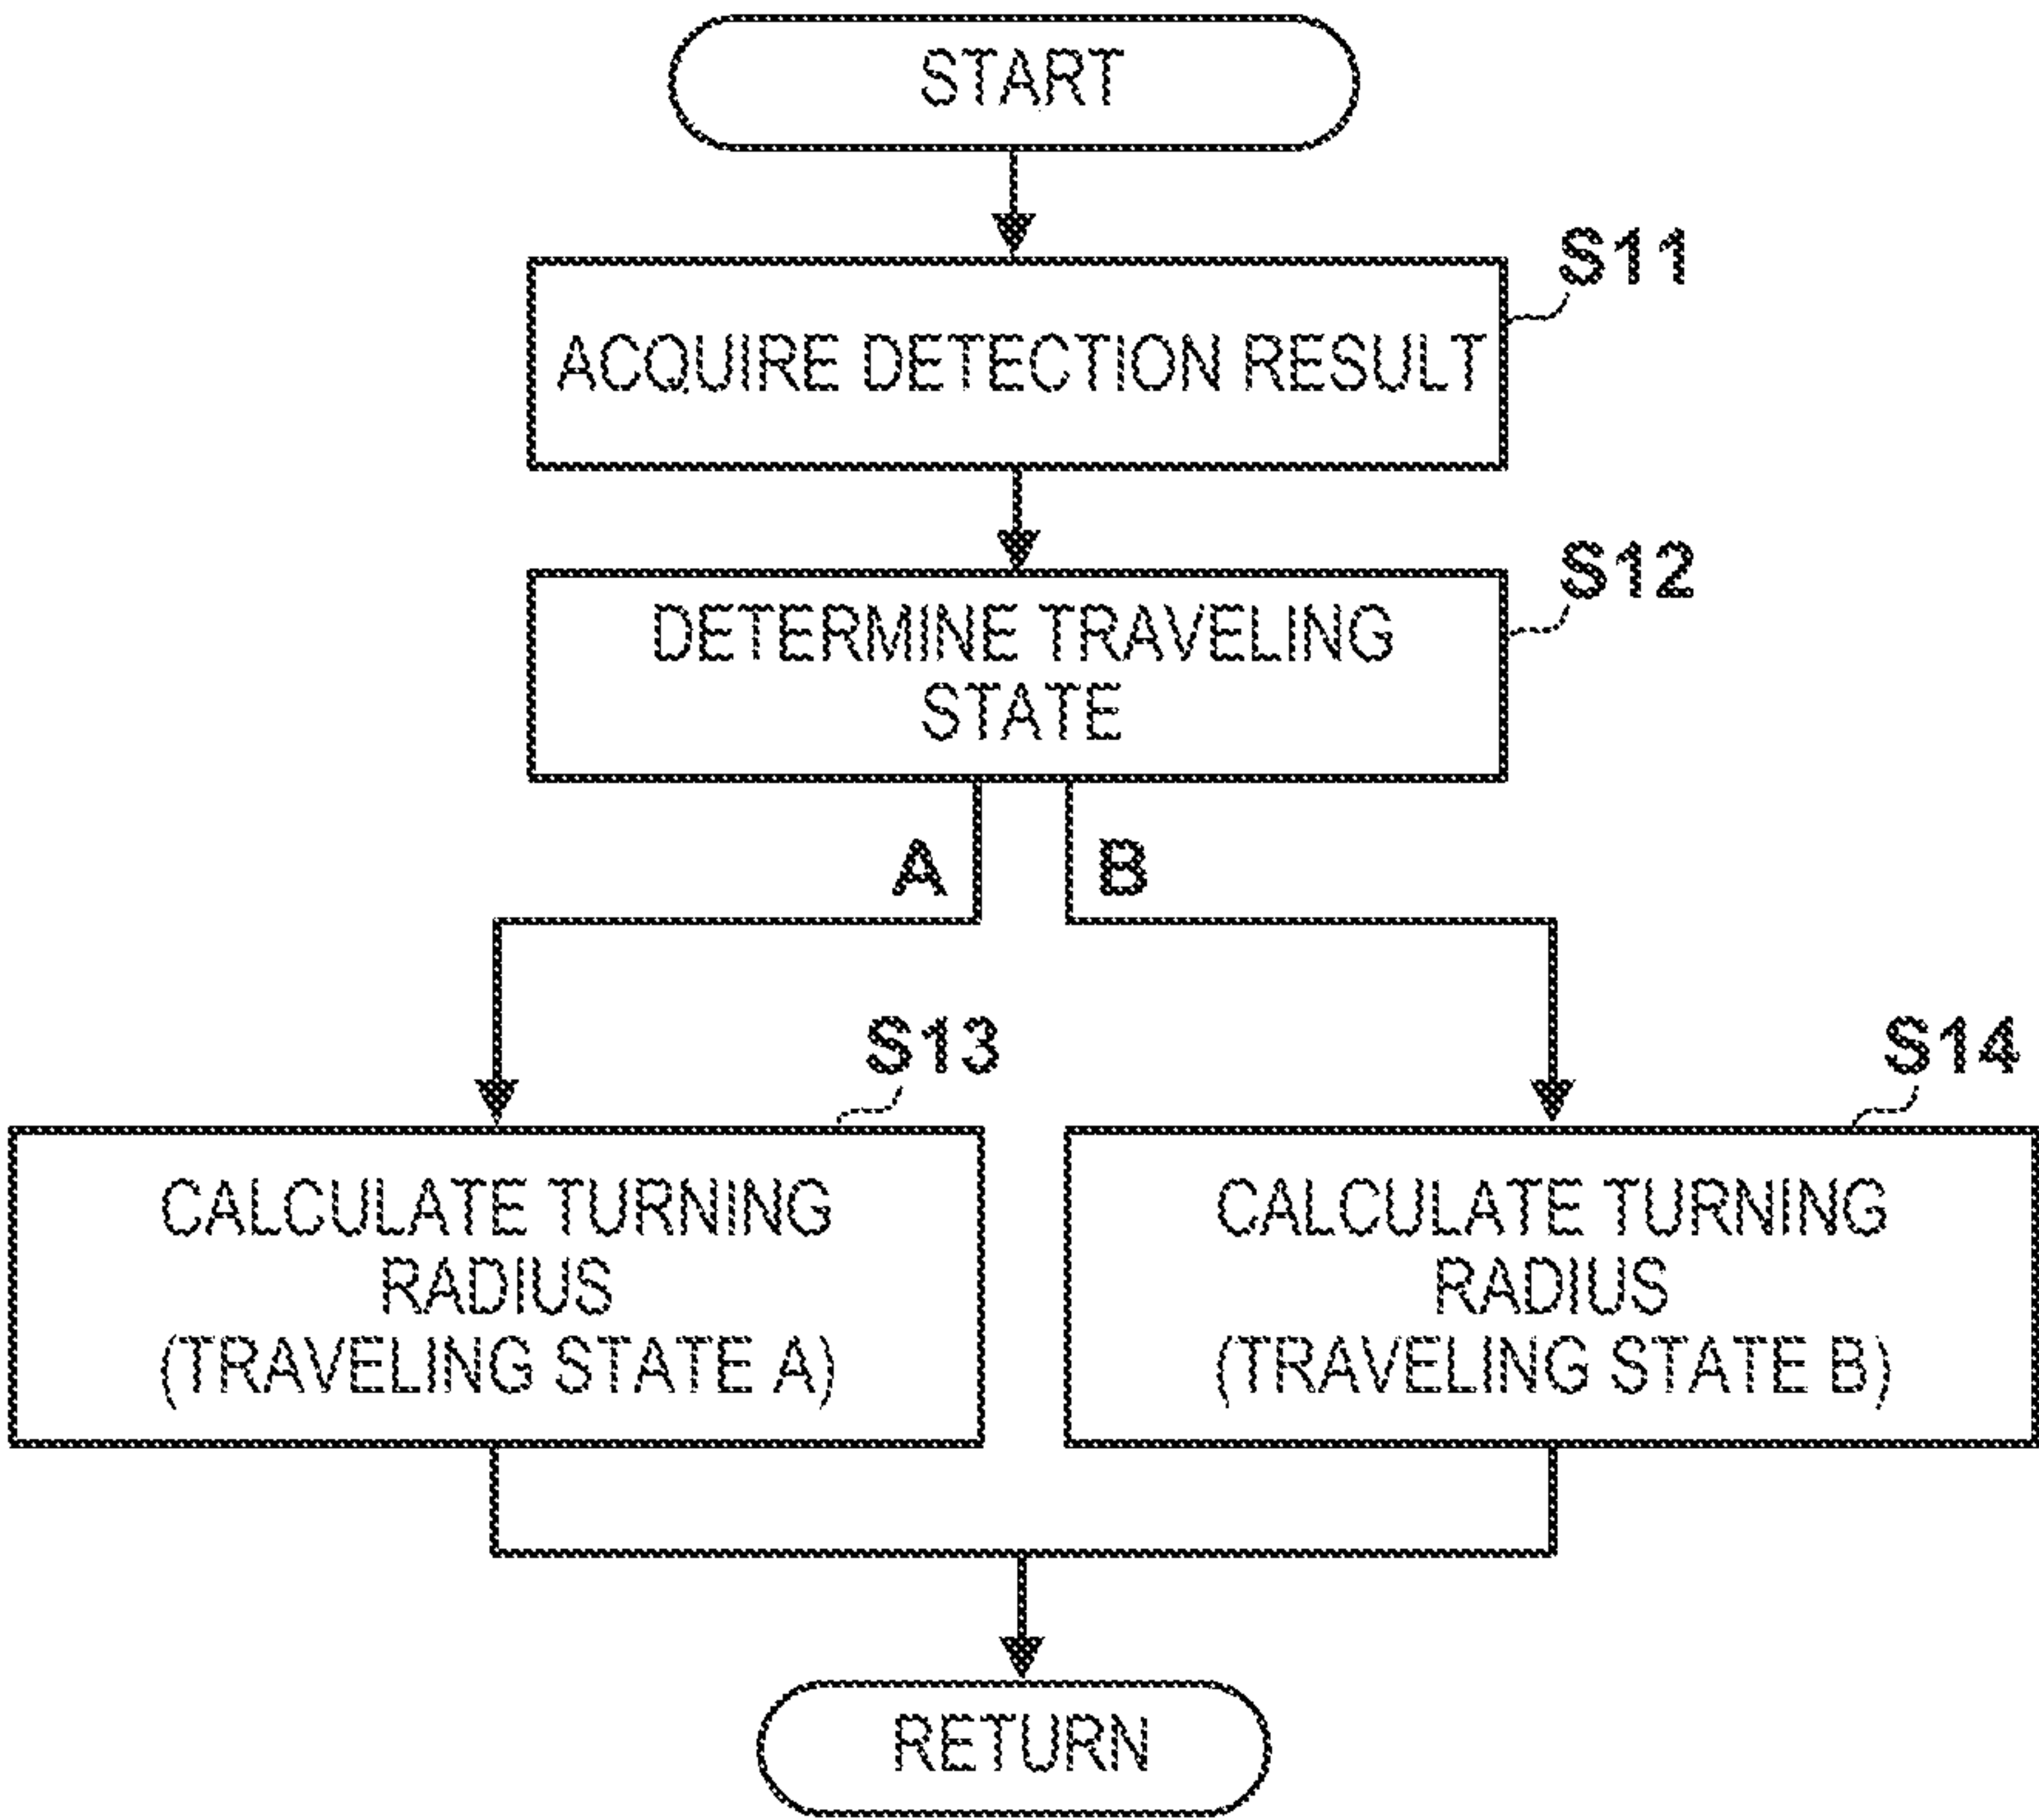 START
S11
ACQUIRE DETECTION RESULT
S12
DETERMINE TRAVELING
STATE
A
B
S13
CALCULATE TURNING
RADIUS
(TRAVELING STATE A)
S14
CALCULATE TURNING
RADIUS
(TRAVELING STATE B)
RETURN